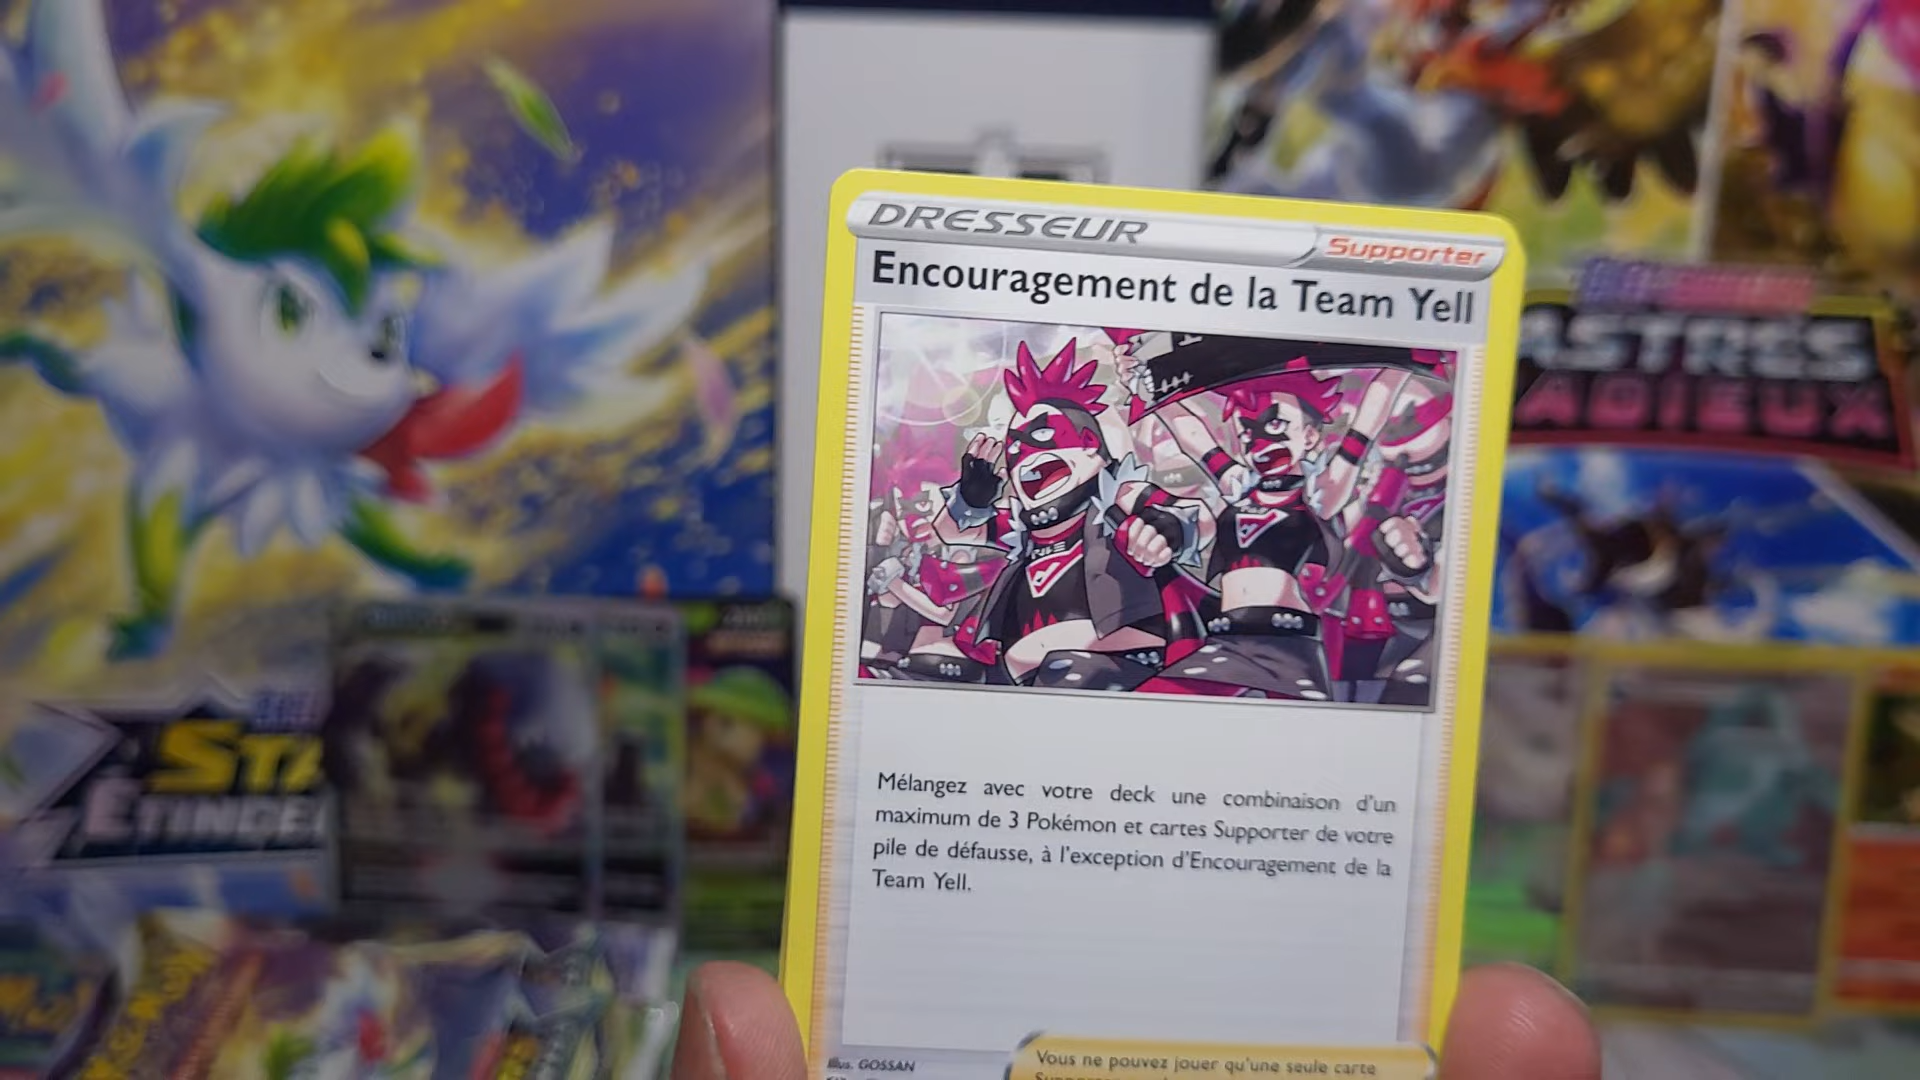 DRESSEUR
Supporter
Encouragement de la Team Yell
Mélangez avec votre deck une combinaison d'un
maximum de 3 Pokémon et cartes Supporter de votre
pile de défausse, à l'exception d'Encouragement de la
Team Yell.
Illus. GOSSAN
Vous ne pouvez jouer qu'une seule carte
ASTRES
RADIEUX
STA
ÉTINCE